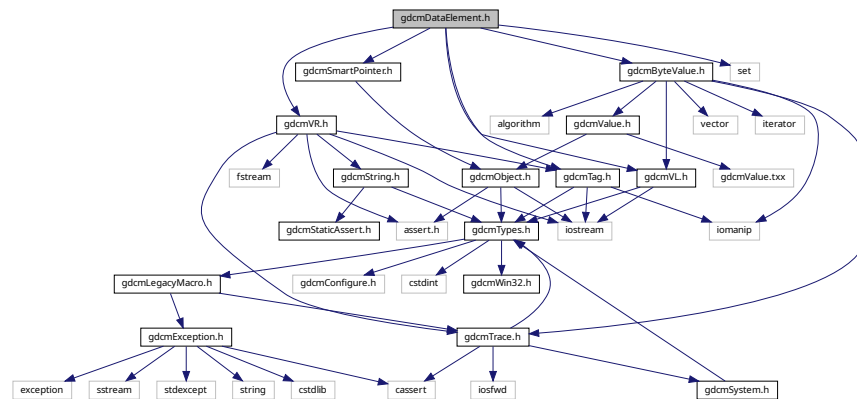 gdcmDataElement.h
gdcmSmartPointer.h
gdcmByteValue.h
set
gdcmVR.h
algorithm
gdcmValue.h
vector
iterator
fstream
gdcmString.h
gdcmObject.h
gdcmTag.h
gdcmVL.h
gdcmValue.txx
gdcmStaticAssert.h
assert.h
gdcmTypes.h
iostream
iomanip
gdcmLegacyMacro.h
gdcmConfigure.h
cstdint
gdcmWin32.h
gdcmException.h
gdcmTrace.h
exception
sstream
stdexcept
string
cstdlib
cassert
iosfwd
gdcmSystem.h